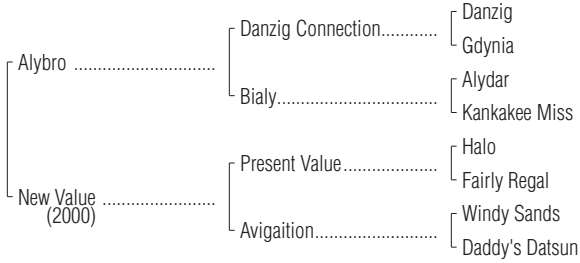 Danzig
Danzig Connection............
Gdynia
Alybro ..............................
Alydar
Bialy..................................
Kankakee Miss
Halo
Present Value....................
Fairly Regal
New Value ........................
(2000)
Windy Sands
Avigaition..........................
Daddy's Datsun